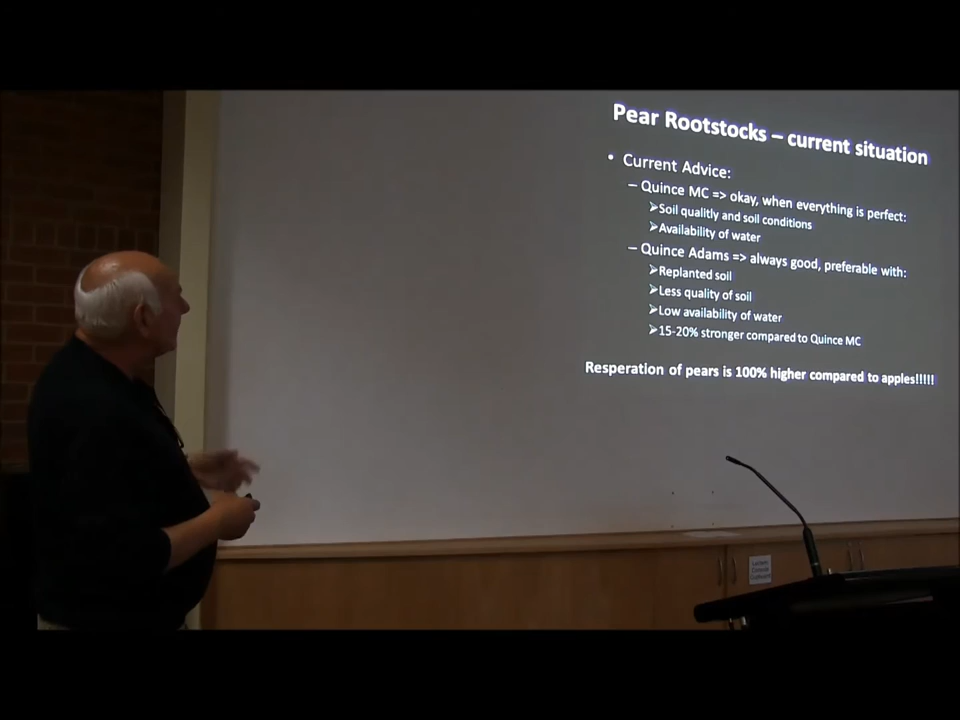 Pear Rootstocks – current situation
• Current Advice:
– Quince MC => okay, when everything is perfect:
➢Soil qualitly and soil conditions
➢Availability of water
– Quince Adams => always good, preferable with:
➢Replanted soil
➢Less quality of soil
➢Low availability of water
➢15-20% stronger compared to Quince MC
Resperation of pears is 100% higher compared to apples!!!!!